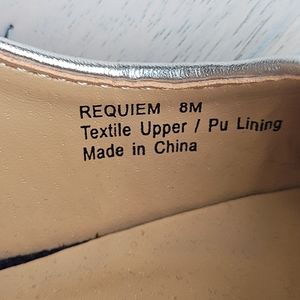 REQUIEM 8M
Textile Upper / Pu Lining
Made in China